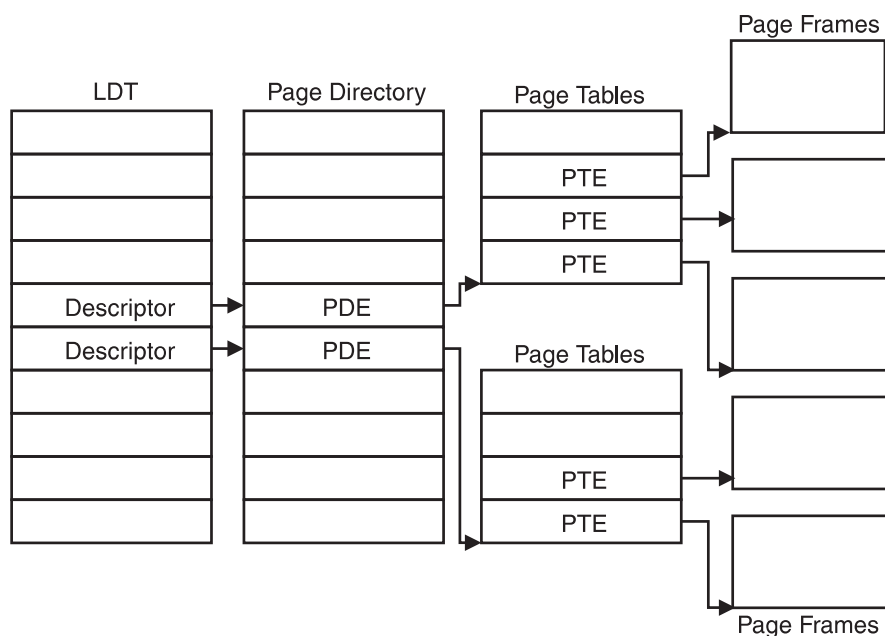 Page Frames
LDT
Page Directory
Page Tables
PTE
PTE
PTE
Descriptor
PDE
Descriptor
PDE
Page Tables
PTE
PTE
Page Frames